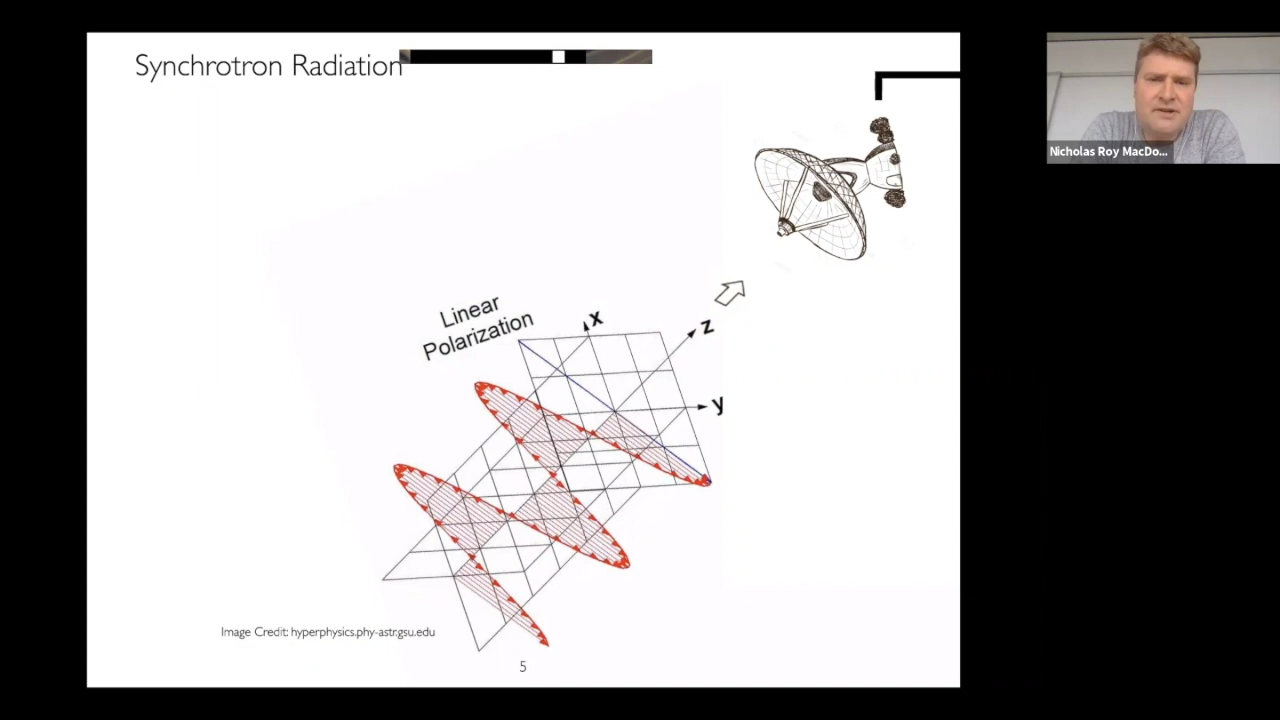 Synchrotron Radiation
Nicholas Roy MacDo...
Linear
Polarization
x
z
y
Image Credit: hyperphysics.phy-astr.gsu.edu
5